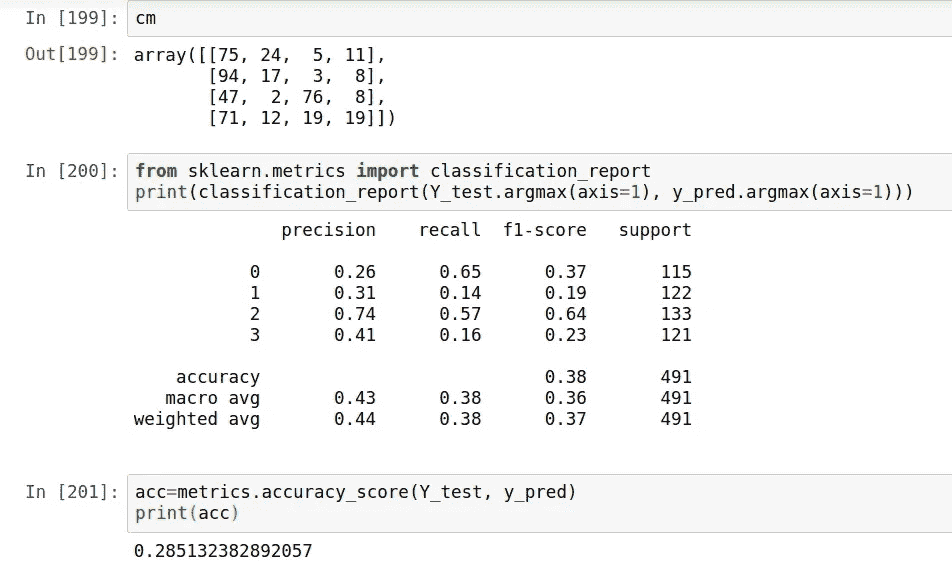 In [199]: cm
Out[199]: array([[75, 24,  5, 11],
       [94, 17,  3,  8],
       [47,  2, 76,  8],
       [71, 12, 19, 19]])
In [200]: from sklearn.metrics import classification_report
print(classification_report(Y_test.argmax(axis=1), y_pred.argmax(axis=1)))
precision recall f1-score support
0 0.26 0.65 0.37 115
1 0.31 0.14 0.19 122
2 0.74 0.57 0.64 133
3 0.41 0.16 0.23 121
accuracy 0.38 491
macro avg 0.43 0.38 0.36 491
weighted avg 0.44 0.38 0.37 491
In [201]: acc=metrics.accuracy_score(Y_test, y_pred)
print(acc)
0.285132382892057